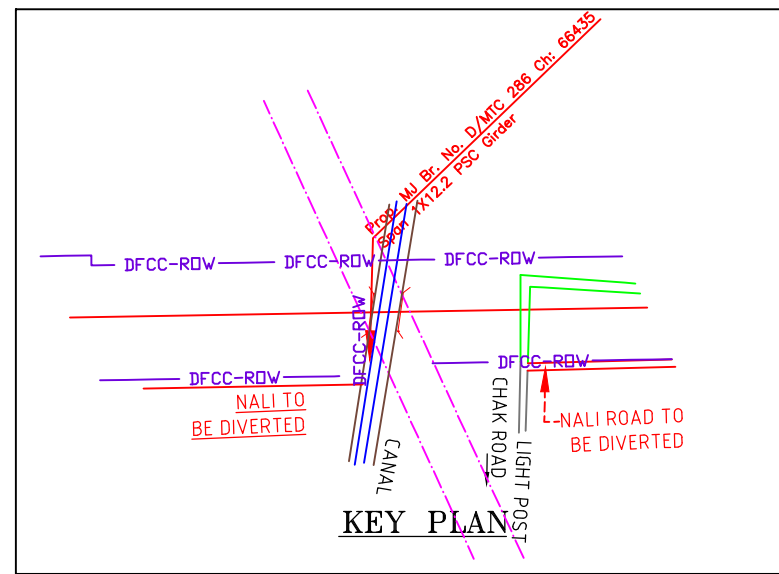 Prop. MJ Br. No. D/MTC 286 Ch: 66435
Span 1X12.2 PSC Girder
DFCC-ROW
DFCC-ROW
DFCC-ROW
DFCC-ROW
DFCC-ROW
DFCC-ROW
NALI TO
BE DIVERTED
CANAL
CHAK ROAD
LIGHT POST
NALI ROAD TO
BE DIVERTED
KEY PLAN